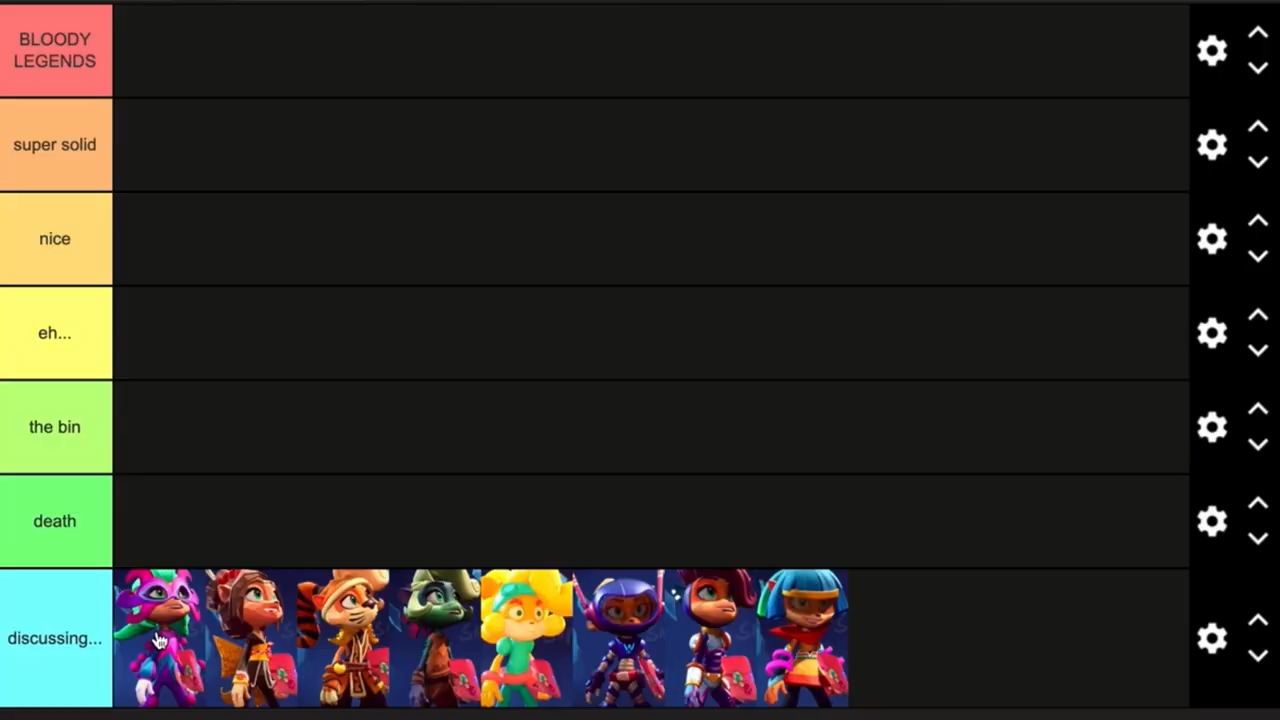 BLOODY
LEGENDS
super solid
nice
eh...
the bin
death
discussing...